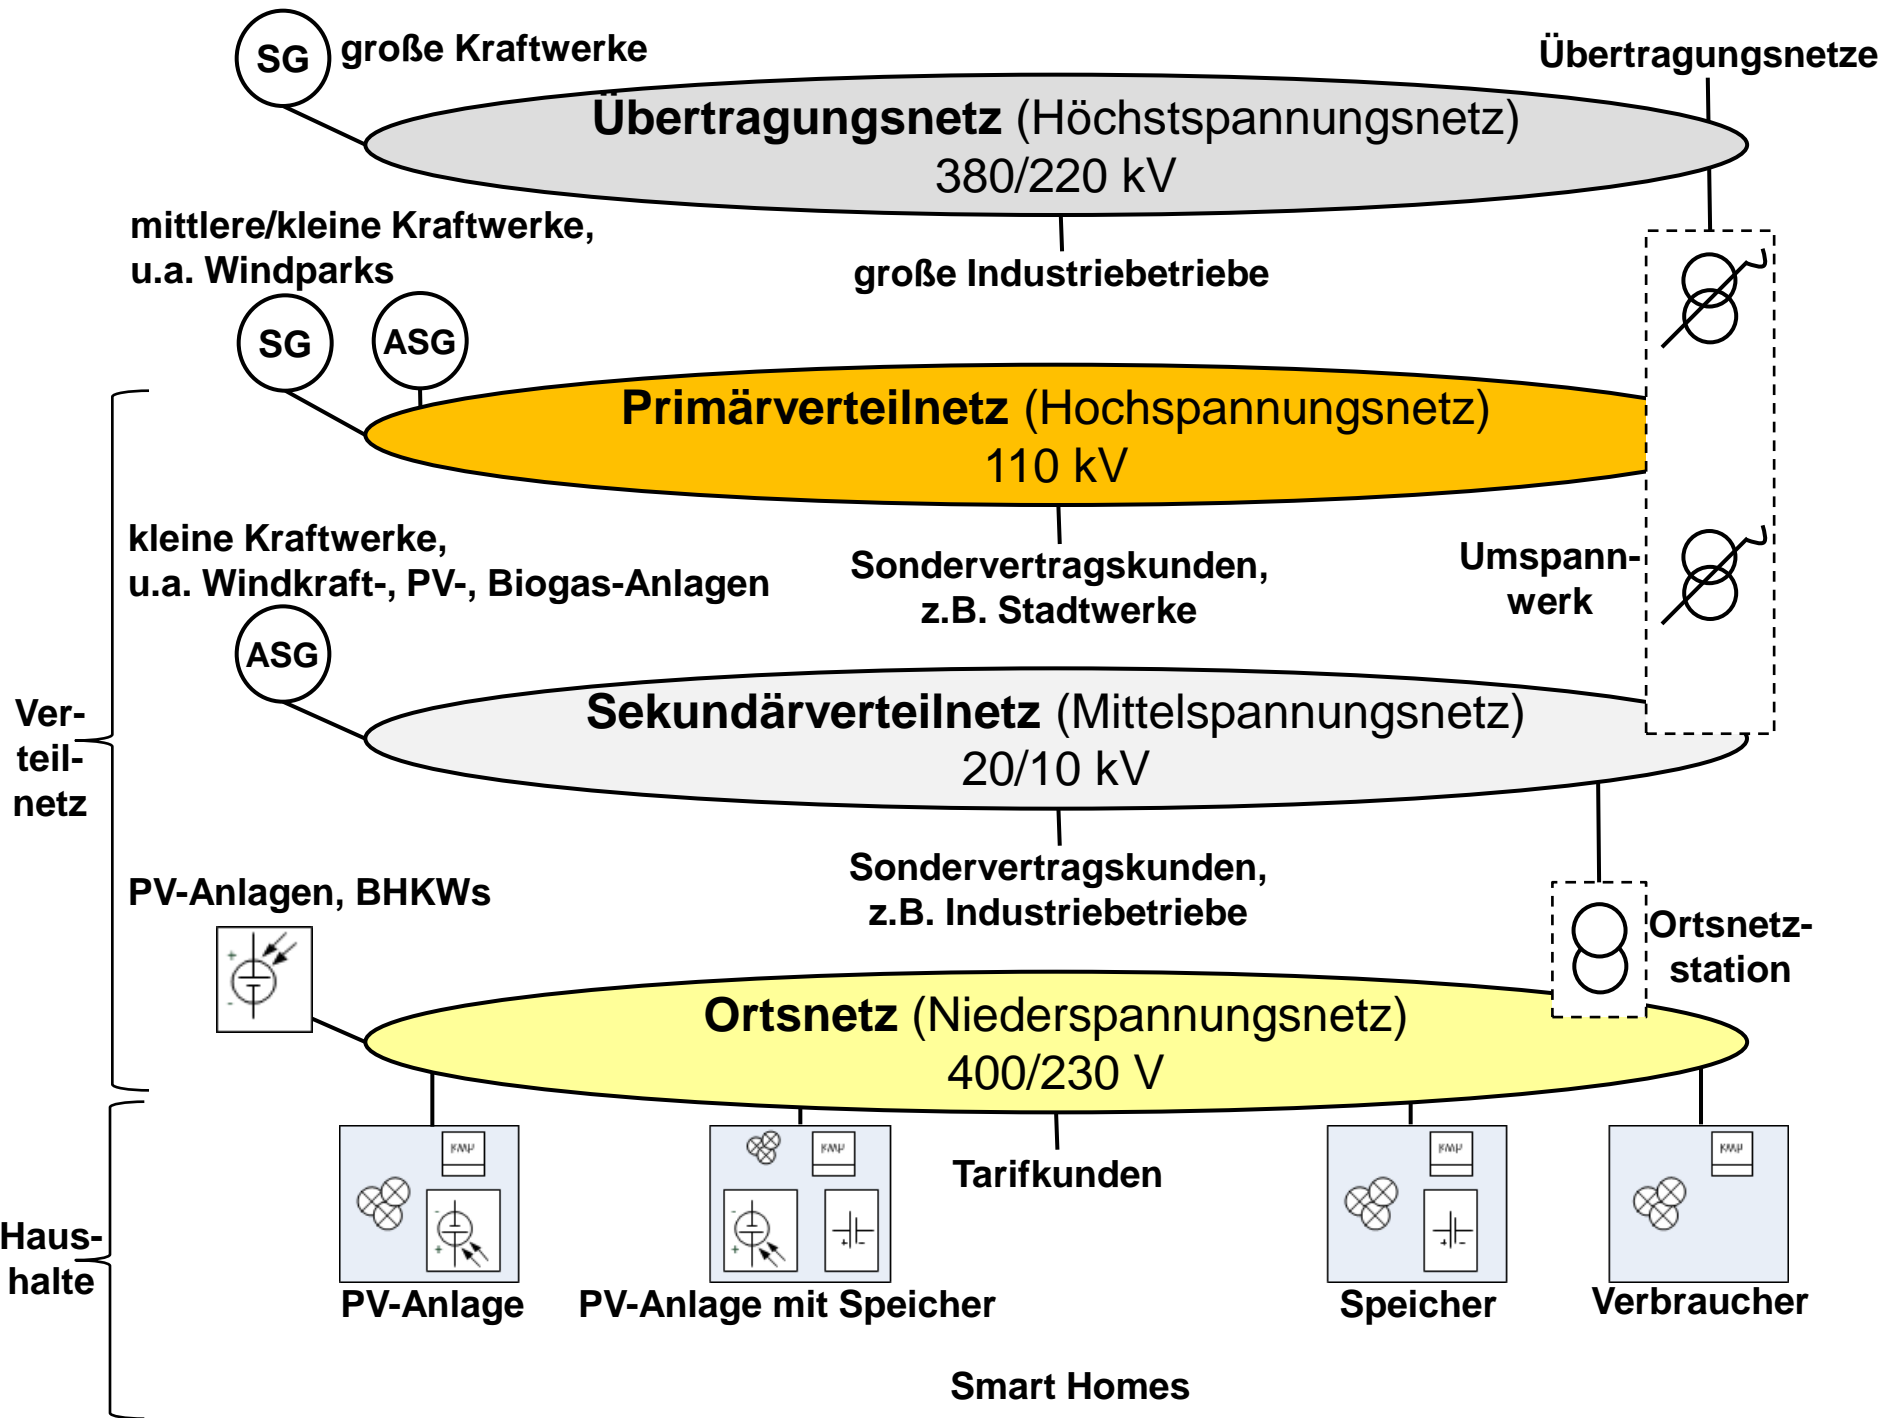 SG
große Kraftwerke
Übertragungsnetze
Übertragungsnetz (Höchstspannungsnetz)
380/220 kV
mittlere/kleine Kraftwerke,
u.a. Windparks
große Industriebetriebe
SG
ASG
Primärverteilnetz (Hochspannungsnetz)
110 kV
kleine Kraftwerke,
u.a. Windkraft-, PV-, Biogas-Anlagen
Sondervertragskunden,
z.B. Stadtwerke
Umspann-
werk
ASG
Sekundärverteilnetz (Mittelspannungsnetz)
20/10 kV
Ver-
teil-
netz
Sondervertragskunden,
z.B. Industriebetriebe
PV-Anlagen, BHKWs
Ortsnetz-
station
+
-
Ortsnetz (Niederspannungsnetz)
400/230 V
Tarifkunden
Haus-
halte
PV-Anlage
PV-Anlage mit Speicher
Speicher
Verbraucher
Smart Homes